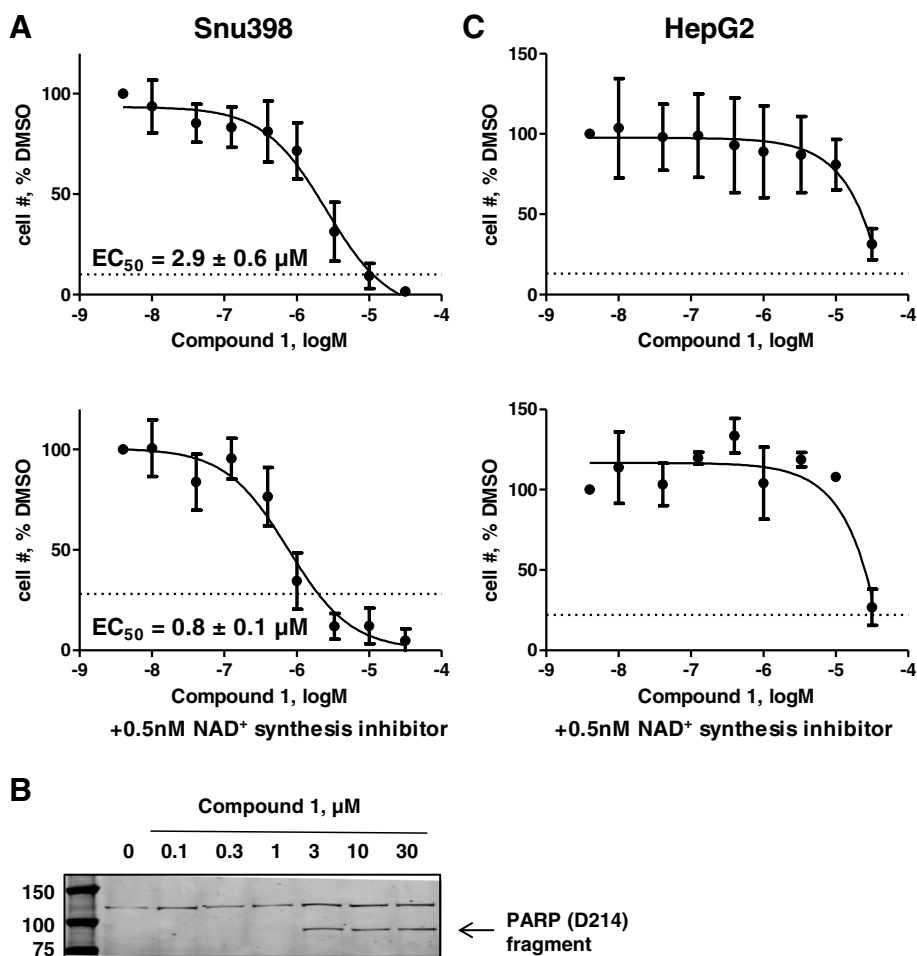 A
Snu398
100
50
0
cell #, % DMSO
EC50 = 2.9 ± 0.6 µM
-9 -8 -7 -6 -5 -4
Compound 1, logM
C
HepG2
150
100
50
0
cell #, % DMSO
-9 -8 -7 -6 -5 -4
Compound 1, logM
100
50
0
cell #, % DMSO
EC50 = 0.8 ± 0.1 µM
-9 -8 -7 -6 -5 -4
Compound 1, logM
+0.5nM NAD+ synthesis inhibitor
150
100
50
0
cell #, % DMSO
-9 -8 -7 -6 -5 -4
Compound 1, logM
+0.5nM NAD+ synthesis inhibitor
B
Compound 1, µM
0 0.1 0.3 1 3 10 30
150
100
75
PARP (D214)
fragment